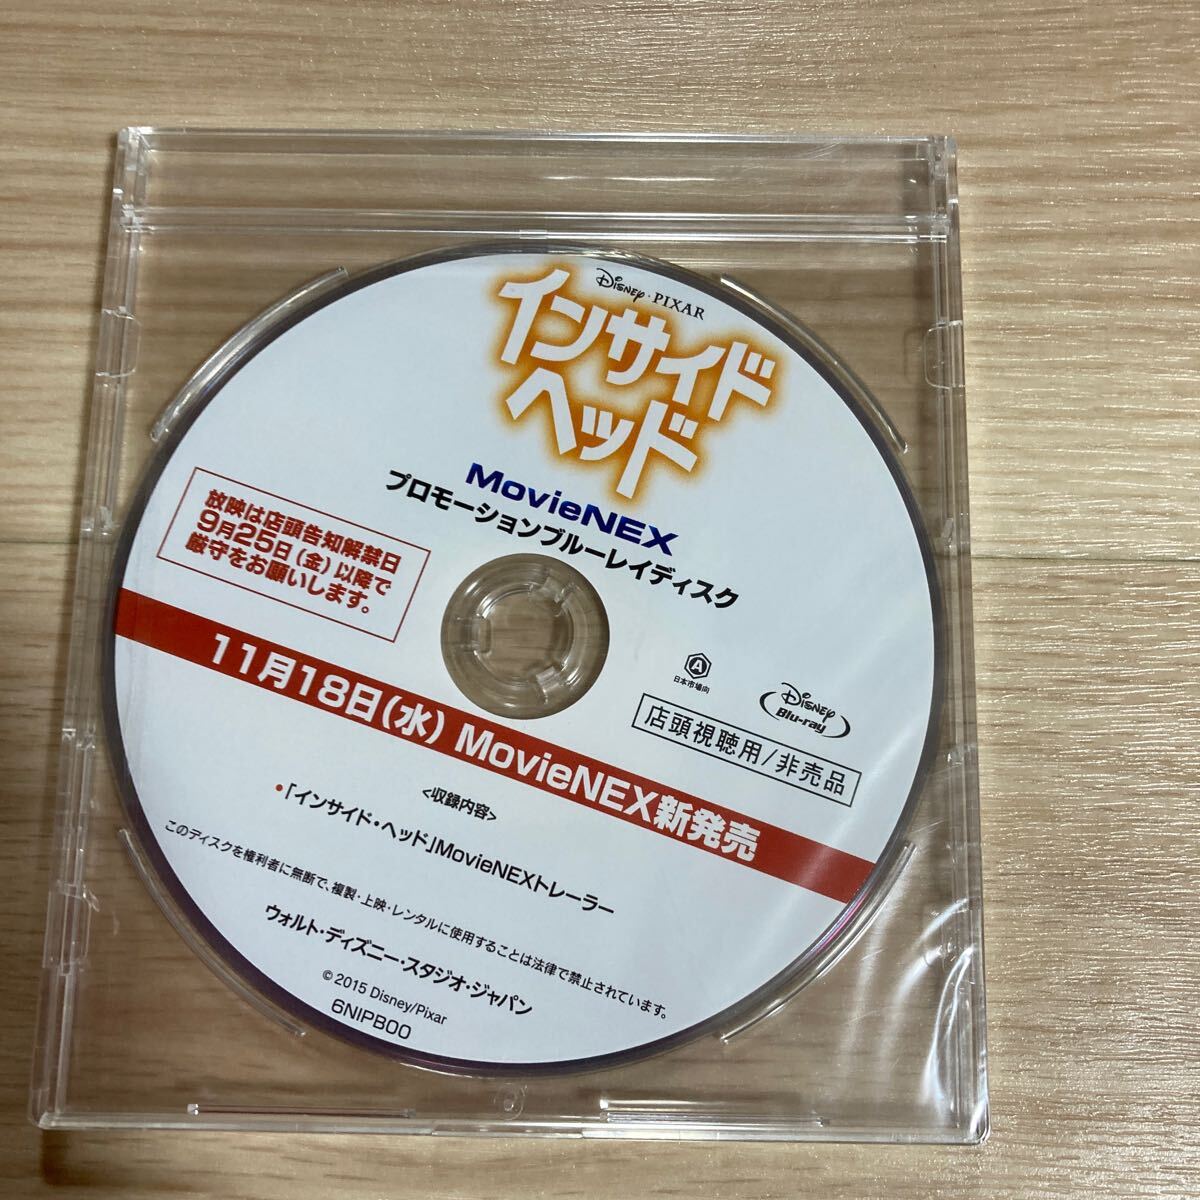 Disney・PIXAR
インサイド
ヘッド
MovieNEX
プロモーションブルーレイディスク
放映は店頭告知解禁日
9月25日(金)以降で
厳守をお願いします。
A
日本市場向
Disney
Blu-ray
店頭視聴用/非売品
11月18日(水) MovieNEX新発売
<収録内容>
・「インサイド・ヘッド」MovieNEXトレーラー
このディスクを権利者に無断で、複製・上映・レンタルに使用することは法律で禁止されています。
ウォルト・ディズニー・スタジオ・ジャパン
© 2015 Disney/Pixar
6NIPB00